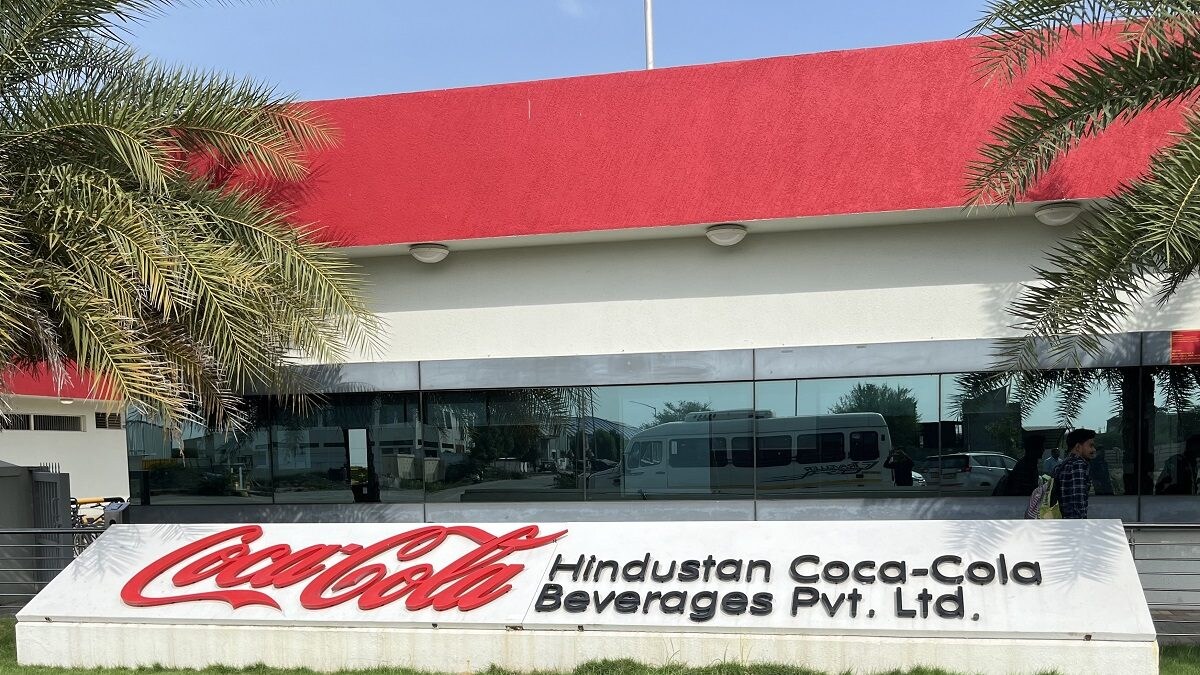 Coca-Cola
Hindustan Coca-Cola
Beverages Pvt. Ltd.